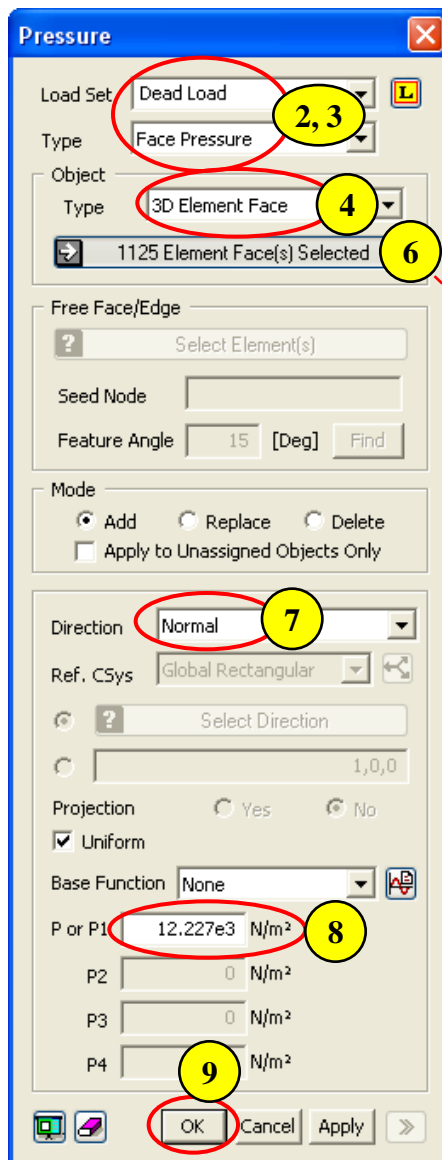 Pressure
Load Set Dead Load L
2, 3
Type Face Pressure
Object
Type 3D Element Face 4
1125 Element Face(s) Selected 6
Free Face/Edge
? Select Element(s)
Seed Node
Feature Angle 15 [Deg] Find
Mode
Add Replace Delete
Apply to Unassigned Objects Only
Direction Normal 7
Ref. CSys Global Rectangular
? Select Direction
1,0,0
Projection Yes No
Uniform
Base Function None
P or P1 12.227e3 N/m² 8
P2 0 N/m²
P3 0 N/m²
P4 N/m²
9
OK Cancel Apply